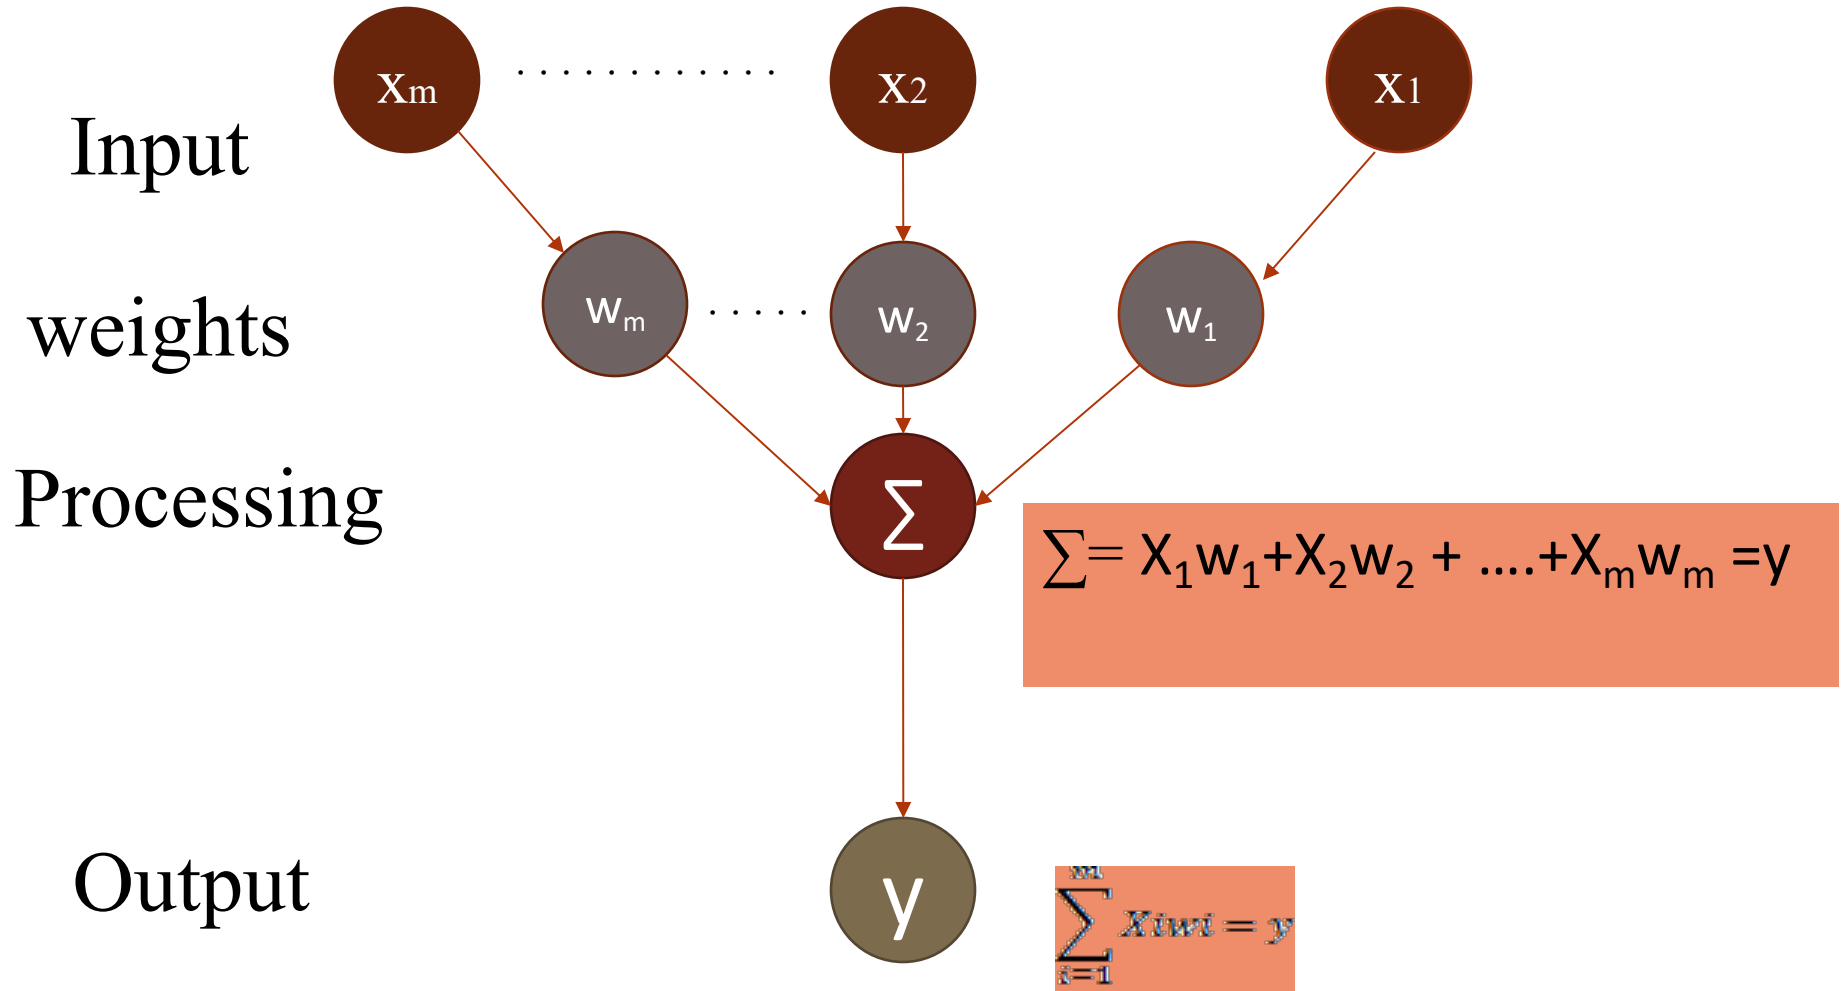 xm ............ x2 x1
Input
wm ..... w2 w1
weights
Processing
∑
∑= X1w1+X2w2 + ....+Xmwm =y
Output
y
m
∑ Xiwi = y
i=1